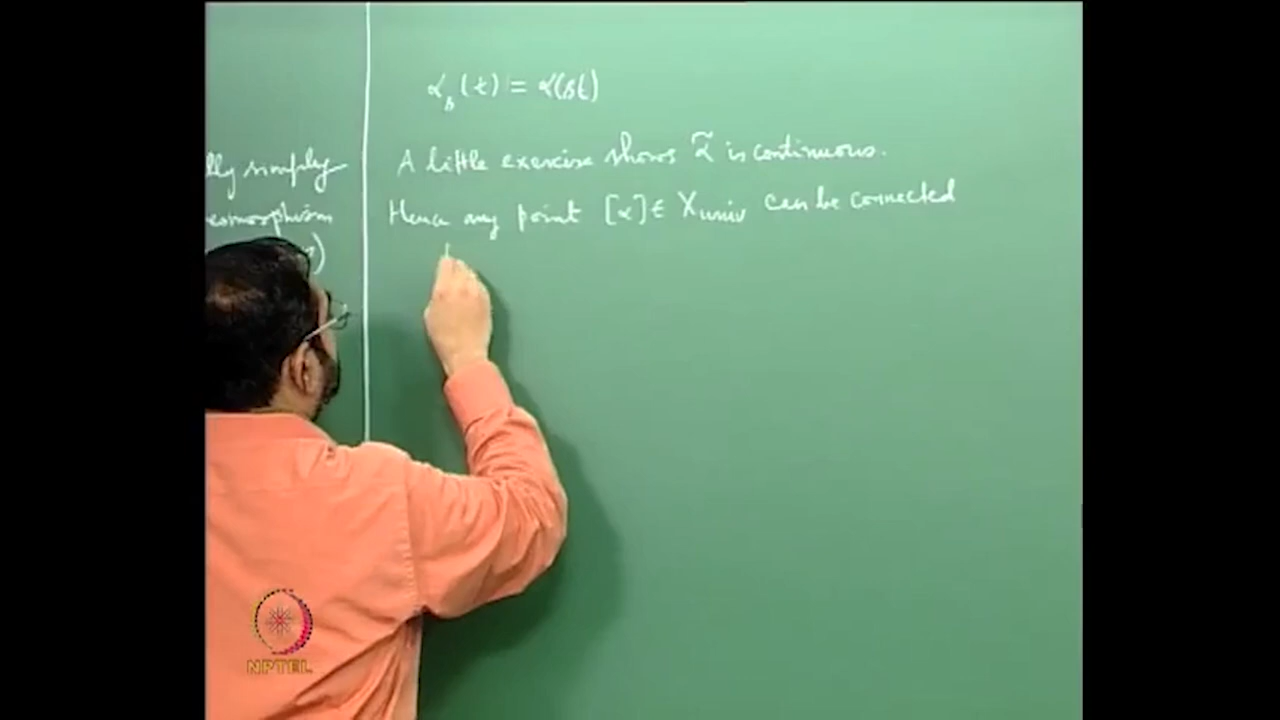 lly simply
eomorphism
)
α_s(t) = α(st)
A little exercise shows α̃ is continuous.
Hence any point [α] ∈ X_univ can be connected
NPTEL